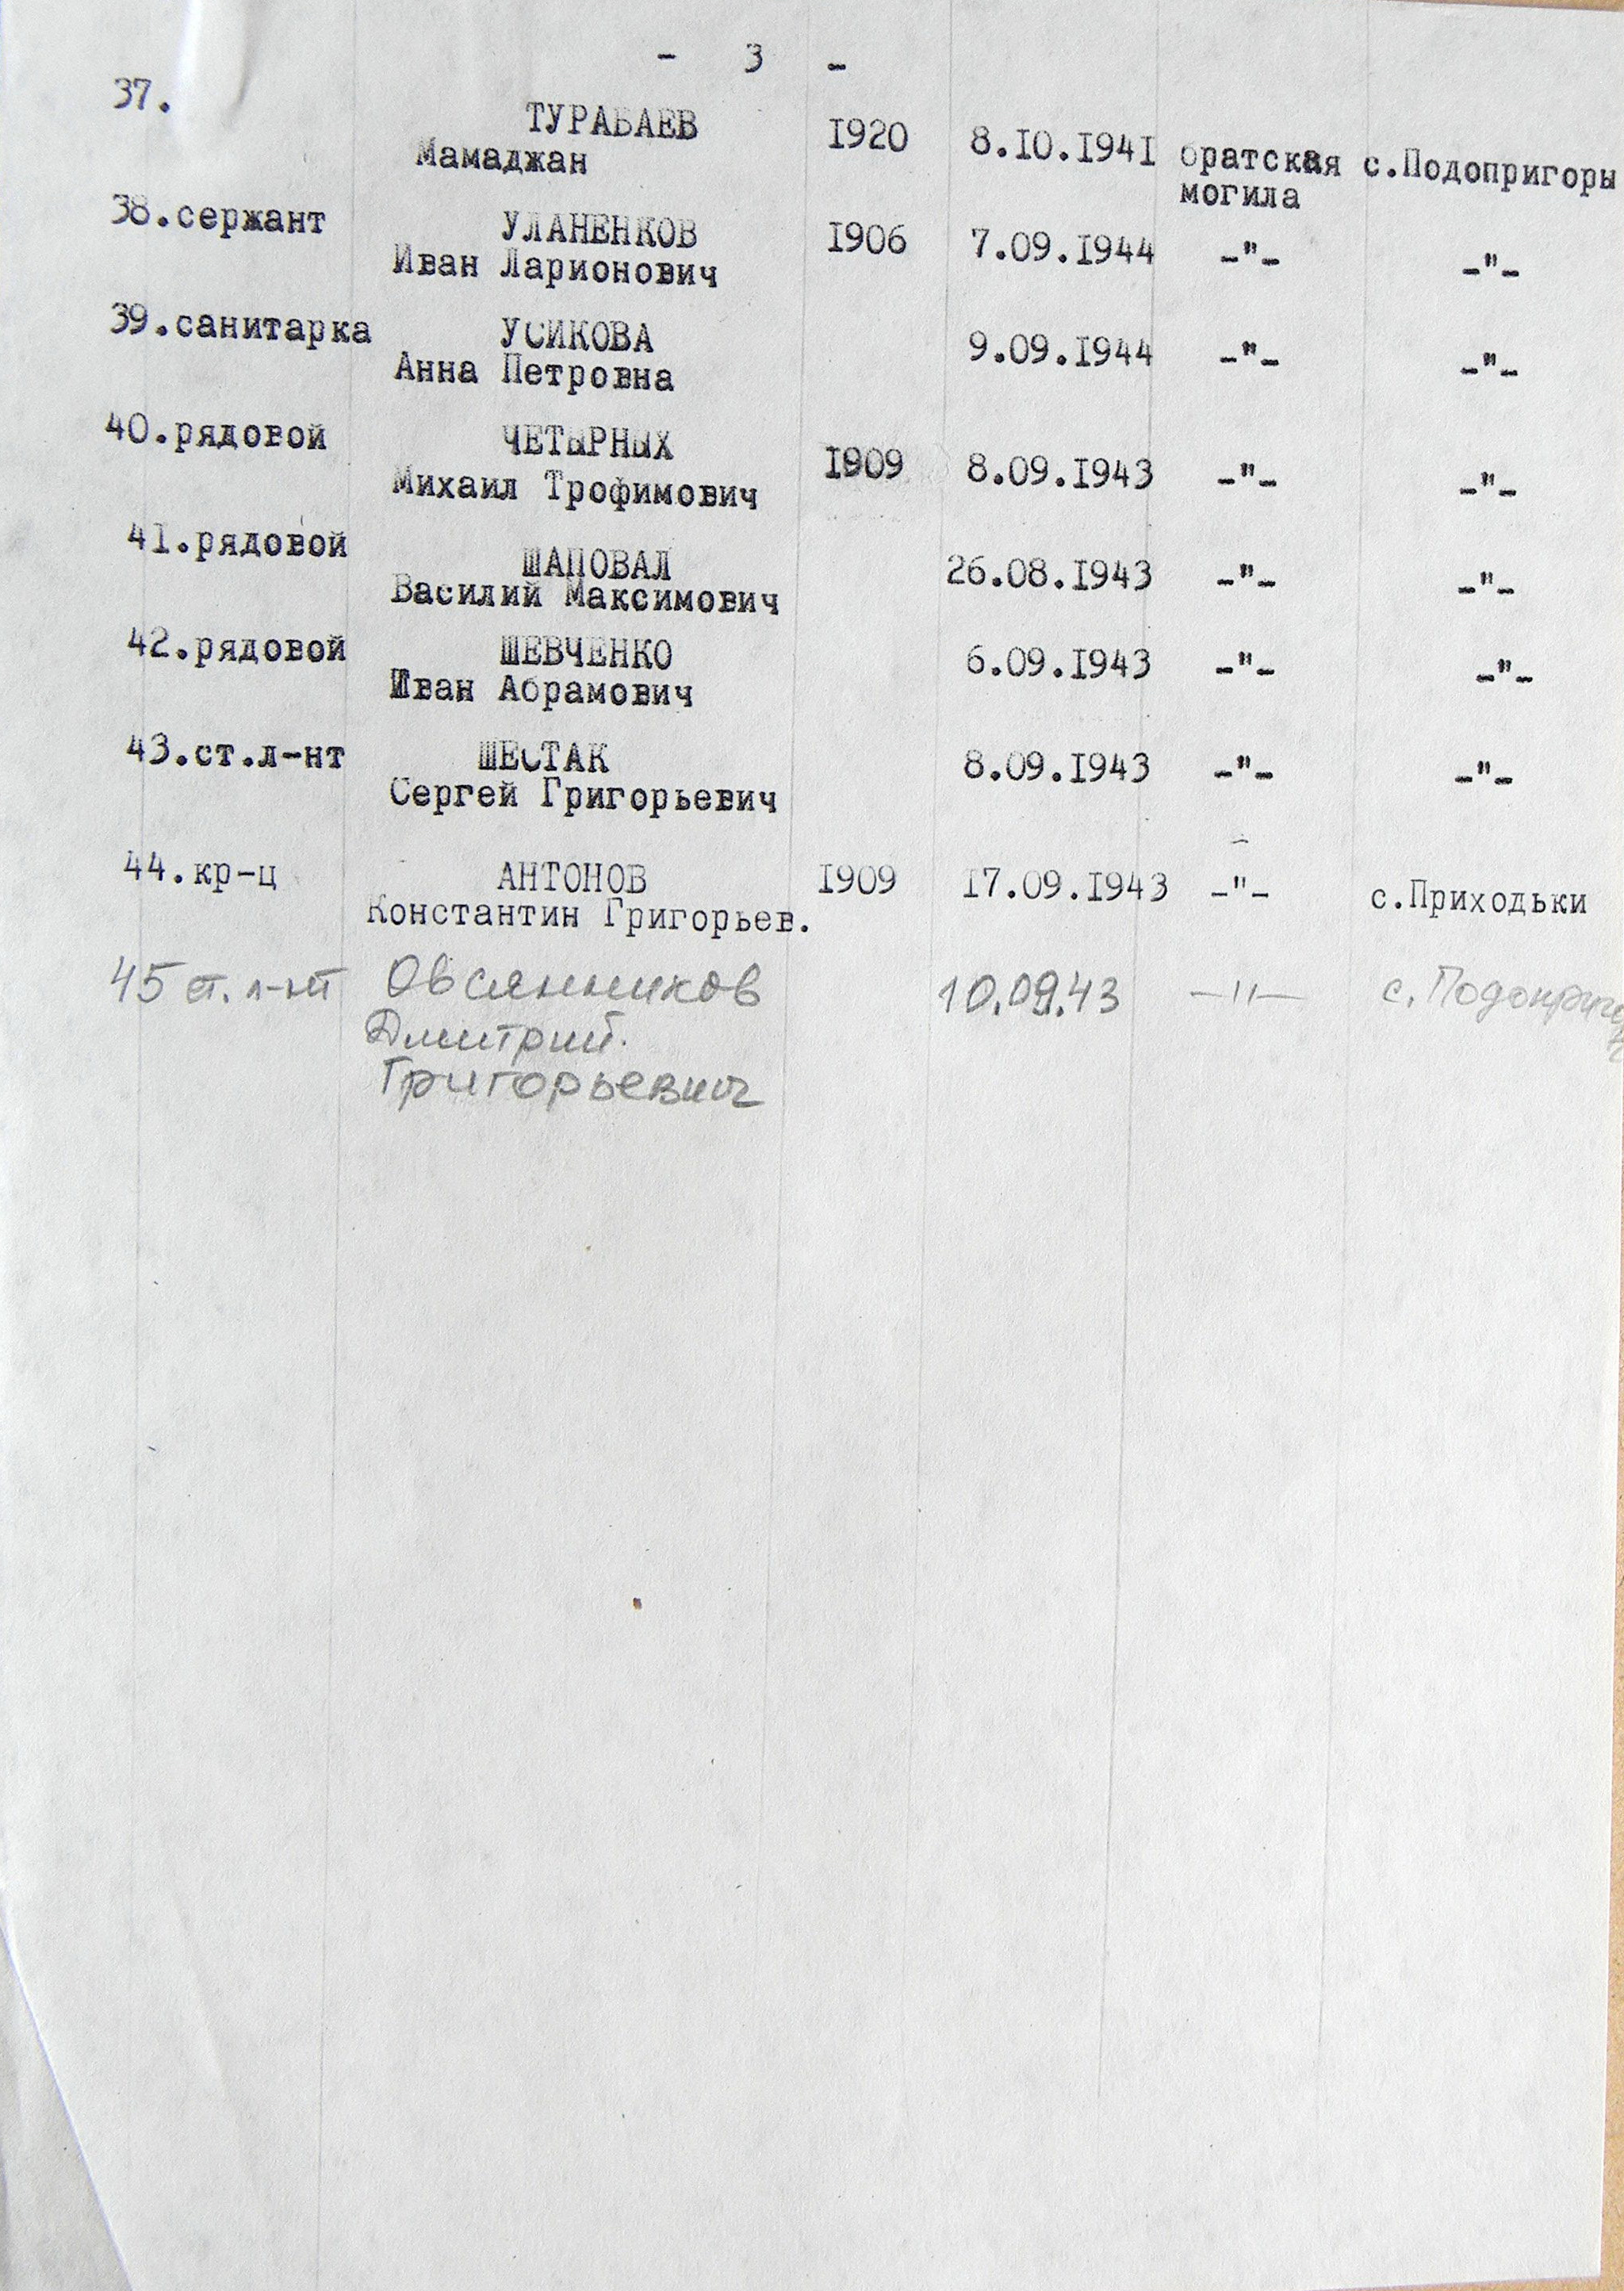 - 3 -
37.
ТУРАБАЕВ 1920 8.10.1941 братская с.Подопригоры
Мамаджан могила
38.сержант УЛАНЕНКОВ 1906 7.09.1944 -"- -"-
Иван Ларионович
39.санитарка УСИКОВА 9.09.1944 -"- -"-
Анна Петровна
40.рядовой ЧЕТЫРНЫХ 1909 8.09.1943 -"- -"-
Михаил Трофимович
41.рядовой ШАПОВАЛ 26.08.1943 -"- -"-
Василий Максимович
42.рядовой ШЕВЧЕНКО 6.09.1943 -"- -"-
Иван Абрамович
43.ст.л-нт ШЕСТАК 8.09.1943 -"- -"-
Сергей Григорьевич
44.кр-ц АНТОНОВ 1909 17.09.1943 -"- с.Приходьки
Константин Григорьев.
45 ст. л-нт Овсянников 10.09.43 -"- с.
Дмитрий
Григорьевич